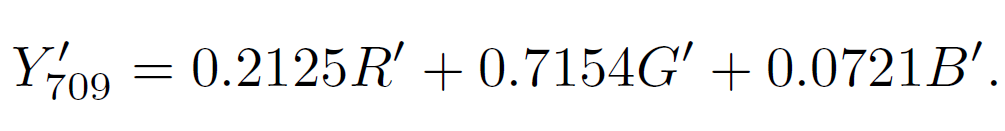 Y′₇₀₉ = 0.2125R′ + 0.7154G′ + 0.0721B′.